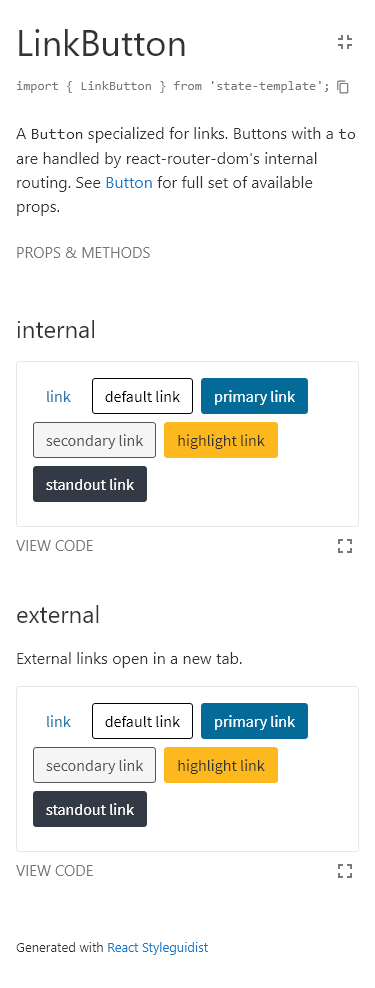 LinkButton
import { LinkButton } from 'state-template';
A Button specialized for links. Buttons with a to
are handled by react-router-dom's internal
routing. See Button for full set of available
props.
PROPS & METHODS
internal
link default link primary link
secondary link highlight link
standout link
VIEW CODE
external
External links open in a new tab.
link default link primary link
secondary link highlight link
standout link
VIEW CODE
Generated with React Styleguidist